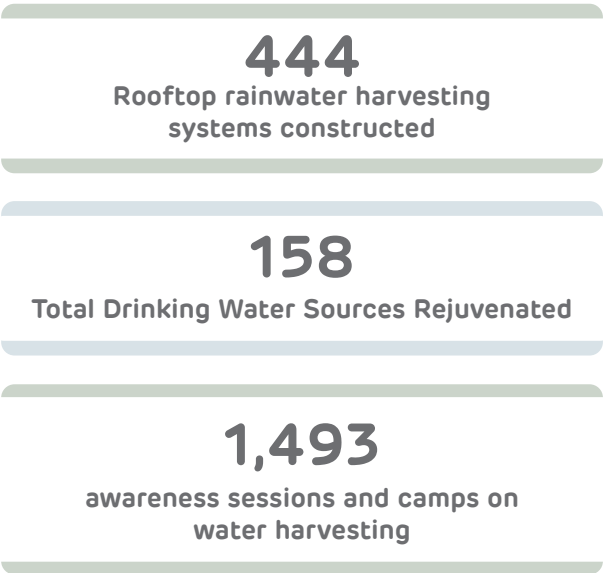 444
Rooftop rainwater harvesting
systems constructed
158
Total Drinking Water Sources Rejuvenated
1,493
awareness sessions and camps on
water harvesting